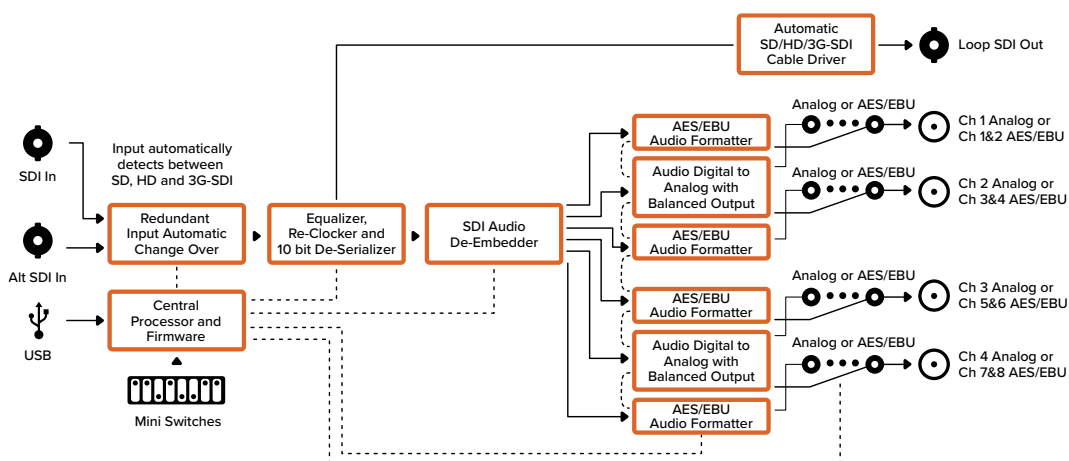 Automatic
SD/HD/3G-SDI
Cable Driver
Loop SDI Out
SDI In
Input automatically
detects between
SD, HD and 3G-SDI
Alt SDI In
Redundant
Input Automatic
Change Over
Equalizer,
Re-Clocker and
10 bit De-Serializer
SDI Audio
De-Embedder
USB
Central
Processor and
Firmware
Mini Switches
AES/EBU
Audio Formatter
Audio Digital to
Analog with
Balanced Output
AES/EBU
Audio Formatter
AES/EBU
Audio Formatter
Audio Digital to
Analog with
Balanced Output
AES/EBU
Audio Formatter
Analog or AES/EBU
Ch 1 Analog or
Ch 1&2 AES/EBU
Analog or AES/EBU
Ch 2 Analog or
Ch 3&4 AES/EBU
Analog or AES/EBU
Ch 3 Analog or
Ch 5&6 AES/EBU
Analog or AES/EBU
Ch 4 Analog or
Ch 7&8 AES/EBU